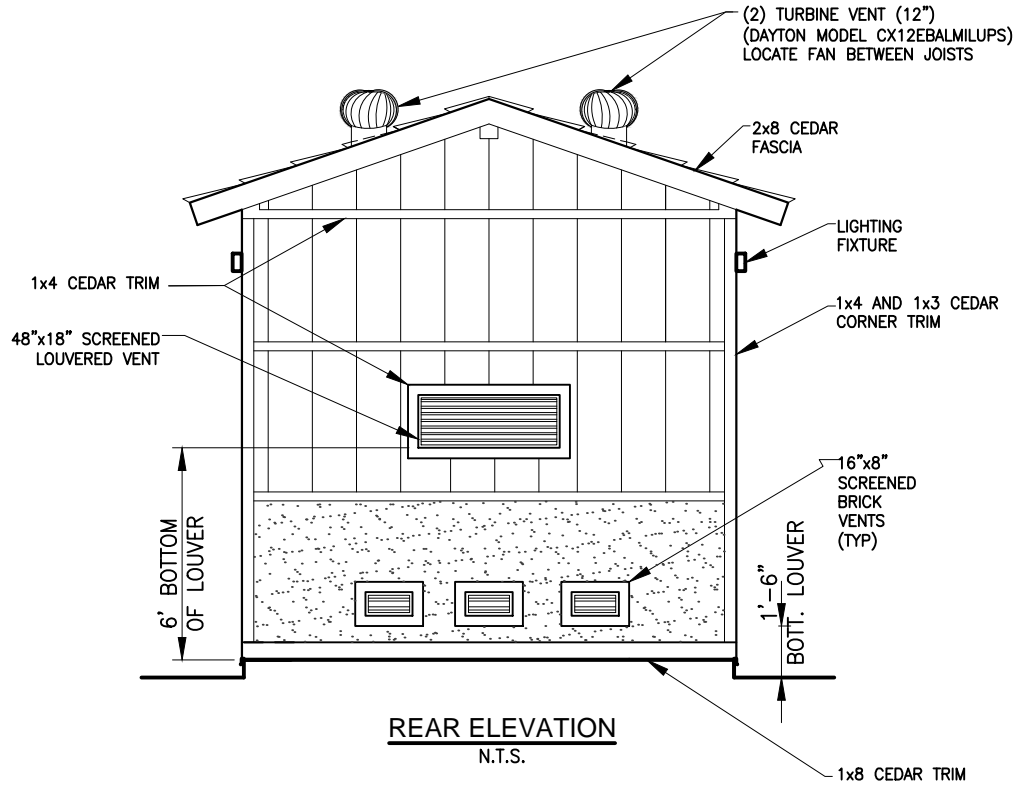 (2) TURBINE VENT (12")
(DAYTON MODEL CX12EBALMILUPS)
LOCATE FAN BETWEEN JOISTS
2x8 CEDAR
FASCIA
LIGHTING
FIXTURE
1x4 CEDAR TRIM
1x4 AND 1x3 CEDAR
CORNER TRIM
48"x18" SCREENED
LOUVERED VENT
16"x8"
SCREENED
BRICK
VENTS
(TYP)
6' BOTTOM
OF LOUVER
1'-6"
BOTT. LOUVER
REAR ELEVATION
N.T.S.
1x8 CEDAR TRIM